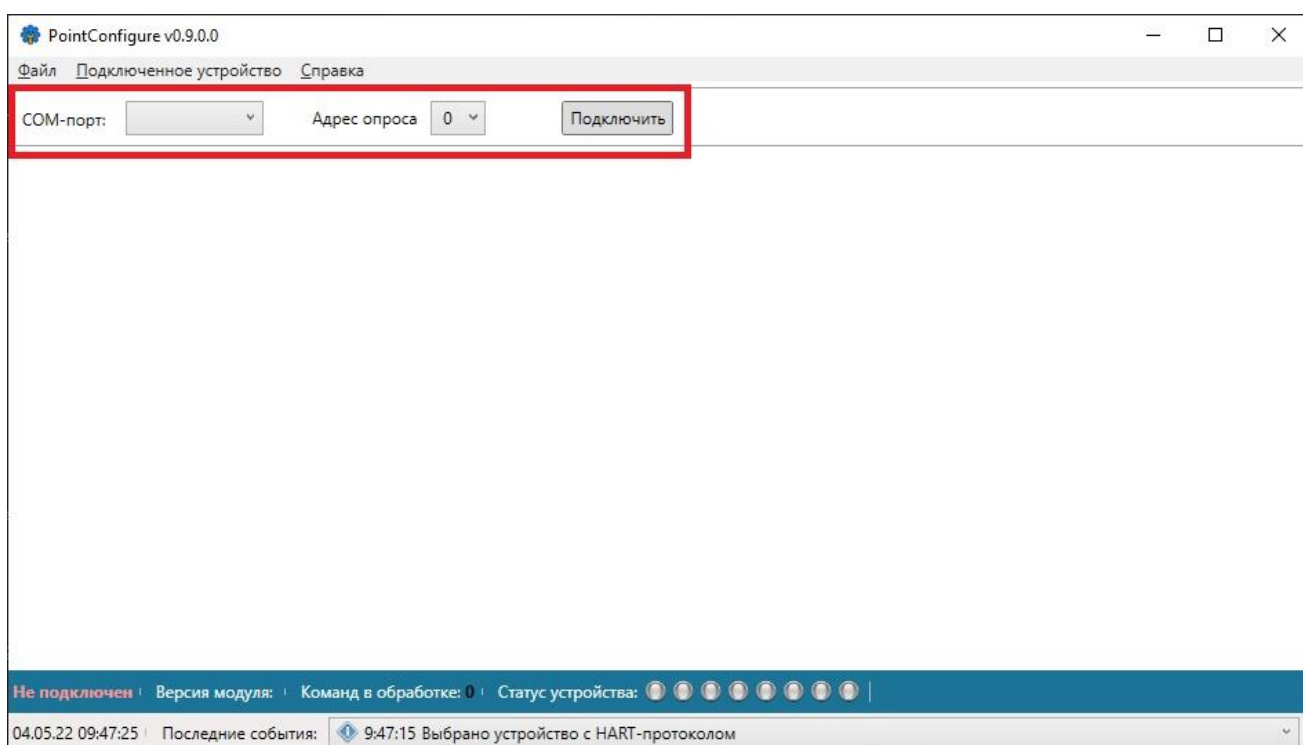 PointConfigure v0.9.0.0
Файл Подключенное устройство Справка
COM-порт: Адрес опроса 0 Подключить
Не подключен Версия модуля: Команд в обработке: 0 Статус устройства:
04.05.22 09:47:25 Последние события: 9:47:15 Выбрано устройство с HART-протоколом